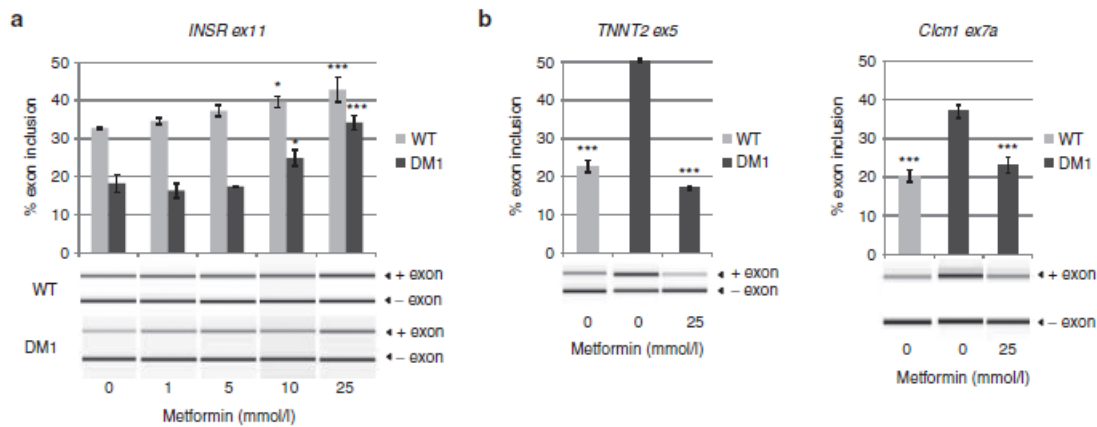 a
INSR ex11
% exon inclusion
50
40
30
20
10
0
*
***
*
***
WT
DM1
WT
+ exon
– exon
DM1
+ exon
– exon
0 1 5 10 25
Metformin (mmol/l)
b
TNNT2 ex5
% exon inclusion
50
40
30
20
10
0
***
***
WT
DM1
+ exon
– exon
0 0 25
Metformin (mmol/l)
Clcn1 ex7a
% exon inclusion
50
40
30
20
10
0
***
***
WT
DM1
+ exon
– exon
0 0 25
Metformin (mmol/l)